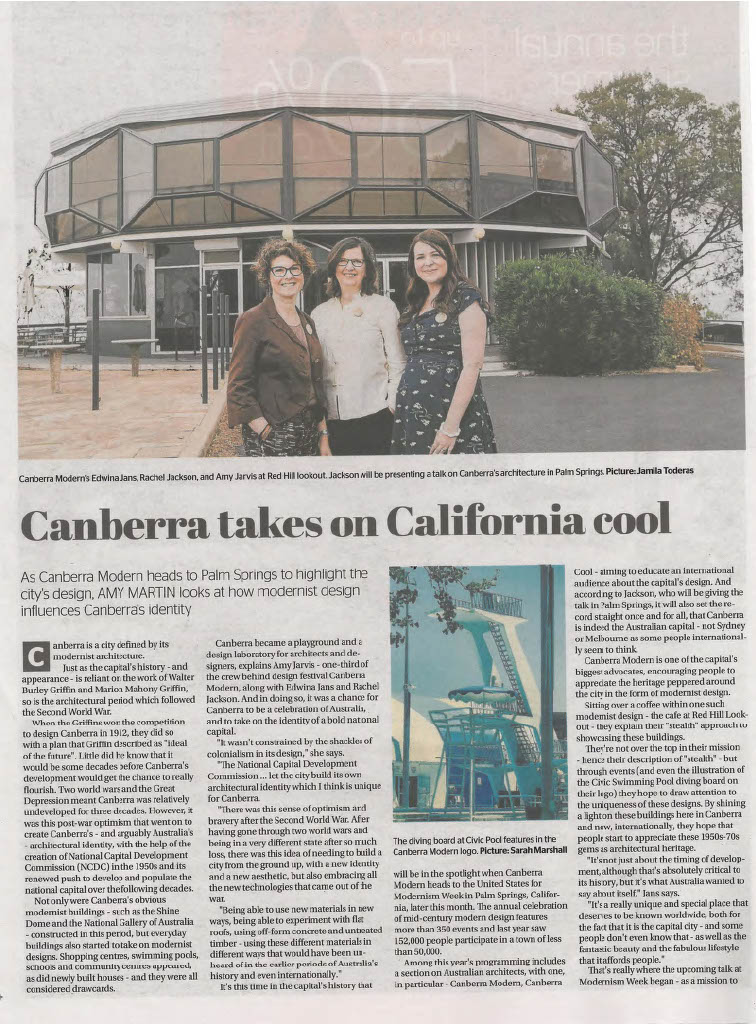 the annual
up to
50%
Canberra Modern's Edwina Jans, Rachel Jackson, and Amy Jarvis at Red Hill lookout. Jackson will be presenting a talk on Canberra's architecture in Palm Springs. Picture: Jamila Toderas
Canberra takes on California cool
As Canberra Modern heads to Palm Springs to highlight the
city's design, AMY MARTIN looks at how modernist design
influences Canberra's identity
Canberra is a city defined by its
modernist architecture.
Just as the capital's history - and
appearance - is reliant on the work of Walter
Burley Griffin and Marion Mahony Griffin,
so is the architectural period which followed
the Second World War.
When the Griffins won the competition
to design Canberra in 1912, they did so
with a plan that Griffin described as "ideal
of the future". Little did he know that it
would be some decades before Canberra's
development would get the chance to really
flourish. Two world wars and the Great
Depression meant Canberra was relatively
undeveloped for three decades. However, it
was this post-war optimism that went on to
create Canberra's - and arguably Australia's
- architectural identity, with the help of the
creation of National Capital Development
Commission (NCDC) in the 1950s and its
renewed push to develop and populate the
national capital over the following decades.
Not only were Canberra's obvious
modernist buildings - such as the Shine
Dome and the National Gallery of Australia
- constructed in this period, but everyday
buildings also started to take on modernist
designs. Shopping centres, swimming pools,
schools and community centres appeared,
as did newly built houses - and they were all
considered drawcards.
Canberra became a playground and a
design laboratory for architects and de-
signers, explains Amy Jarvis - one-third of
the crew behind design festival Canberra
Modern, along with Edwina Jans and Rachel
Jackson. And in doing so, it was a chance for
Canberra to be a celebration of Australia,
and to take on the identity of a bold national
capital.
"It wasn't constrained by the shackles of
colonialism in its design," she says.
"The National Capital Development
Commission ... let the city build its own
architectural identity which I think is unique
for Canberra.
"There was this sense of optimism and
bravery after the Second World War. After
having gone through two world wars and
being in a very different state after so much
loss, there was this idea of needing to build a
city from the ground up, with a new identity
and a new aesthetic, but also embracing all
the new technologies that came out of the
war.
"Being able to use new materials in new
ways, being able to experiment with flat
roofs, using off-form concrete and untreated
timber - using these different materials in
different ways that would have been un-
heard of in the earlier periods of Australia's
history and even internationally."
It's this time in the capital's history that
The diving board at Civic Pool features in the
Canberra Modern logo. Picture: Sarah Marshall
will be in the spotlight when Canberra
Modern heads to the United States for
Modernism Week in Palm Springs, Califor-
nia, later this month. The annual celebration
of mid-century modern design features
more than 350 events and last year saw
152,000 people participate in a town of less
than 50,000.
Among this year's programming includes
a section on Australian architects, with one,
in particular - Canberra Modern, Canberra
Cool - aiming to educate an international
audience about the capital's design. And
according to Jackson, who will be giving the
talk in Palm Springs, it will also set the re-
cord straight once and for all, that Canberra
is indeed the Australian capital - not Sydney
or Melbourne as some people international-
ly seem to think.
Canberra Modern is one of the capital's
biggest advocates, encouraging people to
appreciate the heritage peppered around
the city in the form of modernist design.
Sitting over a coffee within one such
modernist design - the cafe at Red Hill Look-
out - they explain their "stealth" approach to
showcasing these buildings.
They're not over the top in their mission
- hence their description of "stealth" - but
through events (and even the illustration of
the Civic Swimming Pool diving board on
their logo) they hope to draw attention to
the uniqueness of these designs. By shining
a light on these buildings here in Canberra
and now, internationally, they hope that
people start to appreciate these 1950s-70s
gems as architectural heritage.
"It's not just about the timing of develop-
ment, although that's absolutely critical to
its history, but it's what Australia wanted to
say about itself," Jans says.
"It's a really unique and special place that
deserves to be known worldwide, both for
the fact that it is the capital city - and some
people don't even know that - as well as the
fantastic beauty and the fabulous lifestyle
that it affords people."
That's really where the upcoming talk at
Modernism Week began - as a mission to